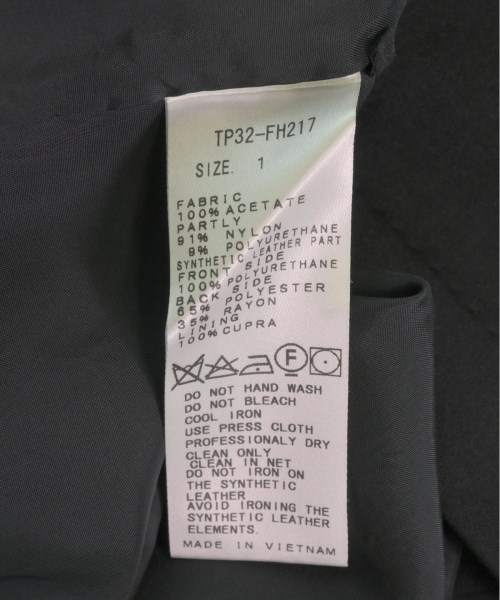 TP32-FH217
SIZE. 1
FABRIC
100% ACETATE
PARTLY
91% NYLON
9% POLYURETHANE
SYNTHETIC LEATHER PART
FRONT SIDE
100% POLYURETHANE
BACK SIDE
65% POLYESTER
35% RAYON
LINING
100% CUPRA
F
DO NOT HAND WASH
DO NOT BLEACH
COOL IRON
USE PRESS CLOTH
PROFESSIONALY DRY
CLEAN ONLY
CLEAN IN NET
DO NOT IRON ON
THE SYNTHETIC
LEATHER
AVOID IRONING THE
SYNTHETIC LEATHER
ELEMENTS.
MADE IN VIETNAM